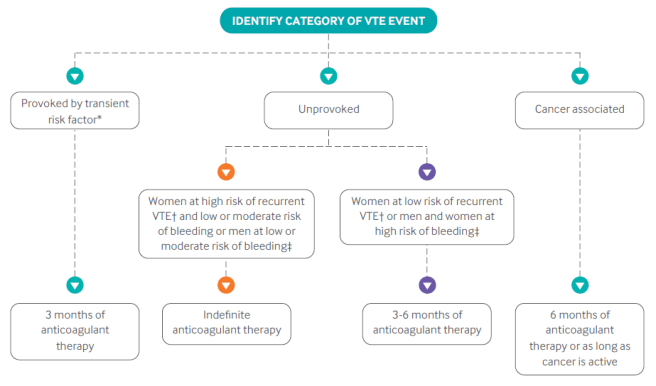 IDENTIFY CATEGORY OF VTE EVENT
Provoked by transient
risk factor*
Unprovoked
Cancer associated
Women at high risk of recurrent
VTE† and low or moderate risk
of bleeding or men at low or
moderate risk of bleeding‡
Women at low risk of recurrent
VTE† or men and women at
high risk of bleeding‡
3 months of
anticoagulant
therapy
Indefinite
anticoagulant therapy
3-6 months of
anticoagulant therapy
6 months of
anticoagulant
therapy or as long as
cancer is active